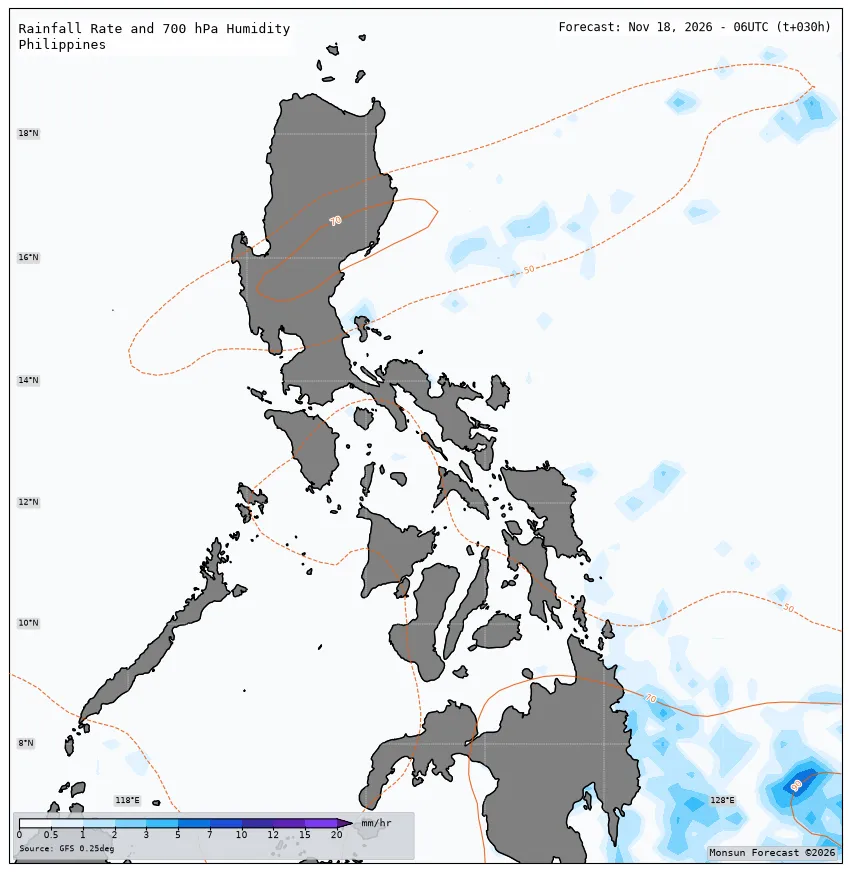 Rainfall Rate and 700 hPa Humidity
Philippines
Forecast: Nov 18, 2026 - 06UTC (t+030h)
18°N
70
16°N
50
14°N
12°N
10°N
50
70
8°N
90
118°E
128°E
0 0.5 1 2 3 5 7 10 12 15 20 mm/hr
Source: GFS 0.25deg
Monsun Forecast ©2026